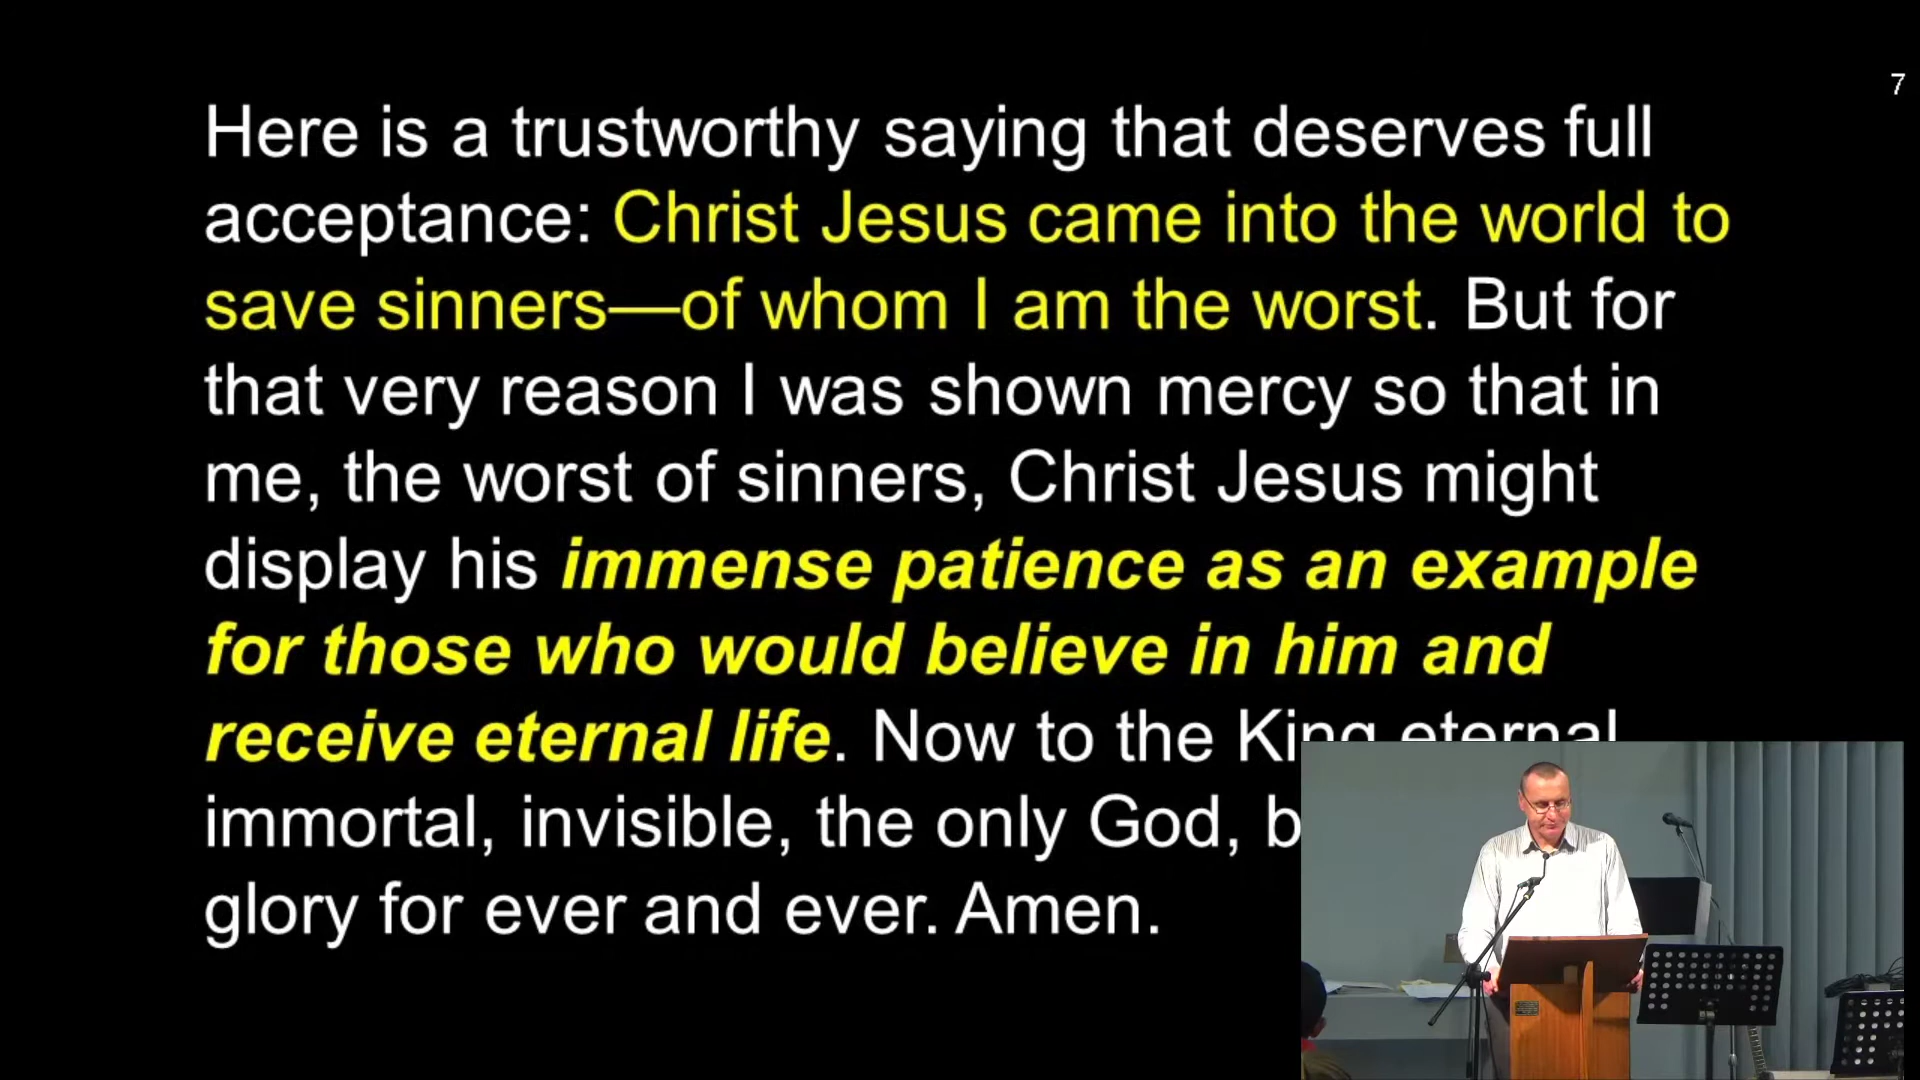 7
Here is a trustworthy saying that deserves full
acceptance: Christ Jesus came into the world to
save sinners—of whom I am the worst. But for
that very reason I was shown mercy so that in
me, the worst of sinners, Christ Jesus might
display his immense patience as an example
for those who would believe in him and
receive eternal life. Now to the King eternal
immortal, invisible, the only God, b
glory for ever and ever. Amen.